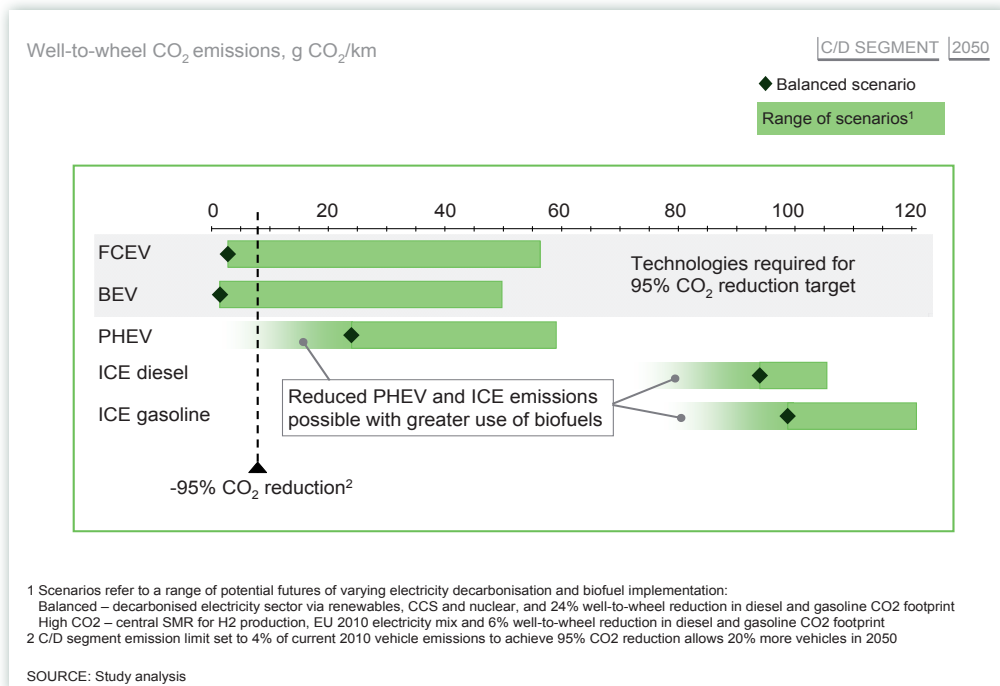 Well-to-wheel CO2 emissions, g CO2/km
C/D SEGMENT 2050
Balanced scenario
Range of scenarios1
0 20 40 60 80 100 120
FCEV
BEV
PHEV
ICE diesel
ICE gasoline
Technologies required for
95% CO2 reduction target
Reduced PHEV and ICE emissions
possible with greater use of biofuels
-95% CO2 reduction2
1 Scenarios refer to a range of potential futures of varying electricity decarbonisation and biofuel implementation:
Balanced – decarbonised electricity sector via renewables, CCS and nuclear, and 24% well-to-wheel reduction in diesel and gasoline CO2 footprint
High CO2 – central SMR for H2 production, EU 2010 electricity mix and 6% well-to-wheel reduction in diesel and gasoline CO2 footprint
2 C/D segment emission limit set to 4% of current 2010 vehicle emissions to achieve 95% CO2 reduction allows 20% more vehicles in 2050
SOURCE: Study analysis